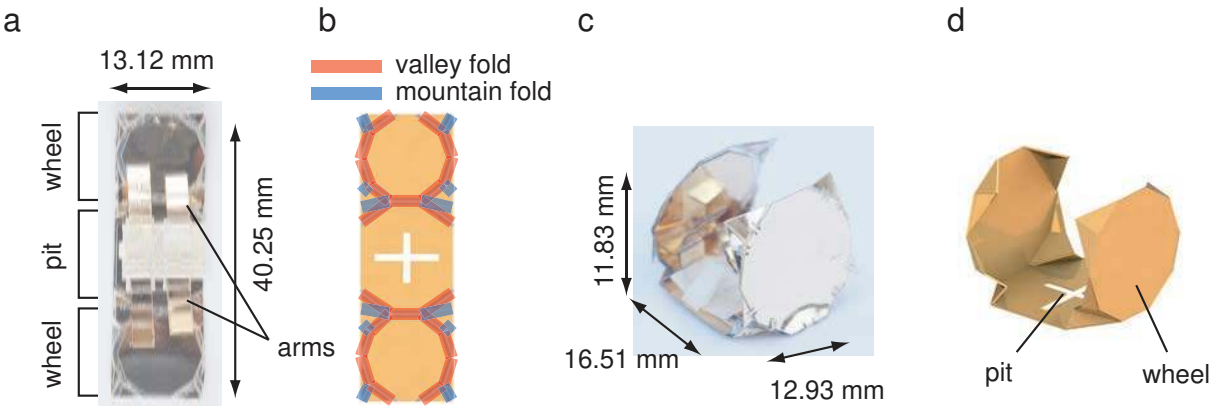 a
13.12 mm
wheel
pit
wheel
40.25 mm
arms
b
valley fold
mountain fold
c
11.83 mm
16.51 mm
12.93 mm
d
pit
wheel